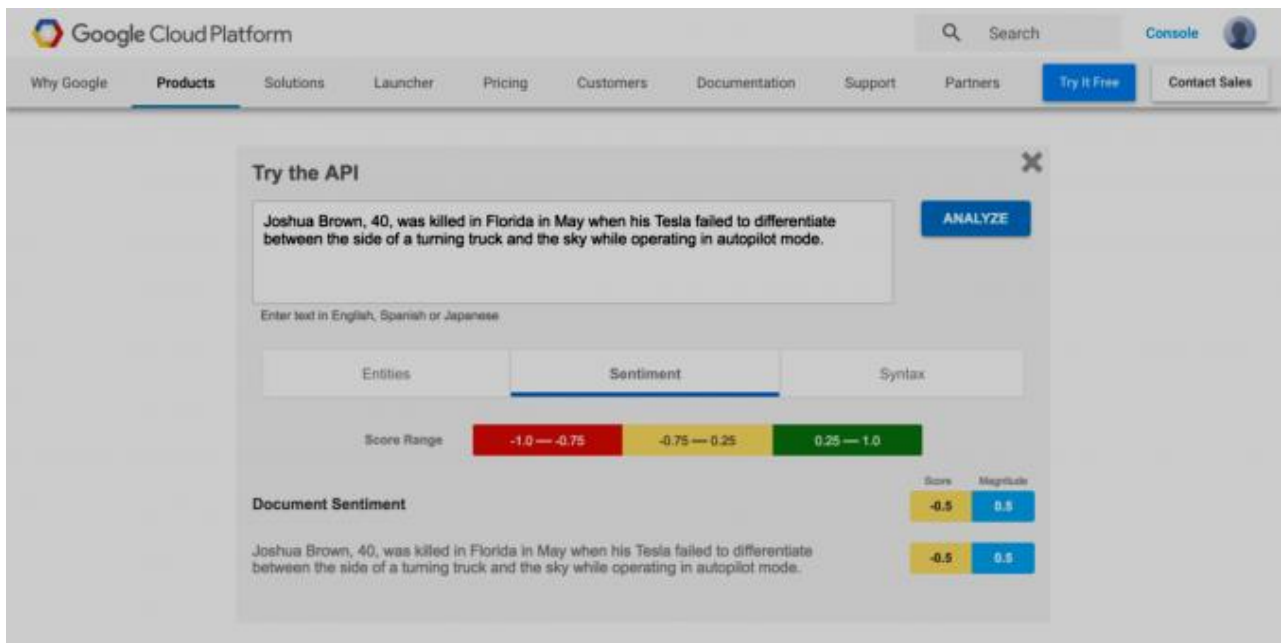 Google Cloud Platform
Search
Console
Why Google
Products
Solutions
Launcher
Pricing
Customers
Documentation
Support
Partners
Try It Free
Contact Sales
Try the API
Joshua Brown, 40, was killed in Florida in May when his Tesla failed to differentiate
between the side of a turning truck and the sky while operating in autopilot mode.
ANALYZE
Enter text in English, Spanish or Japanese
Entities
Sentiment
Syntax
Score Range
-1.0 — -0.75
-0.75 — 0.25
0.25 — 1.0
Score
Magnitude
Document Sentiment
-0.5
0.5
Joshua Brown, 40, was killed in Florida in May when his Tesla failed to differentiate
between the side of a turning truck and the sky while operating in autopilot mode.
-0.5
0.5